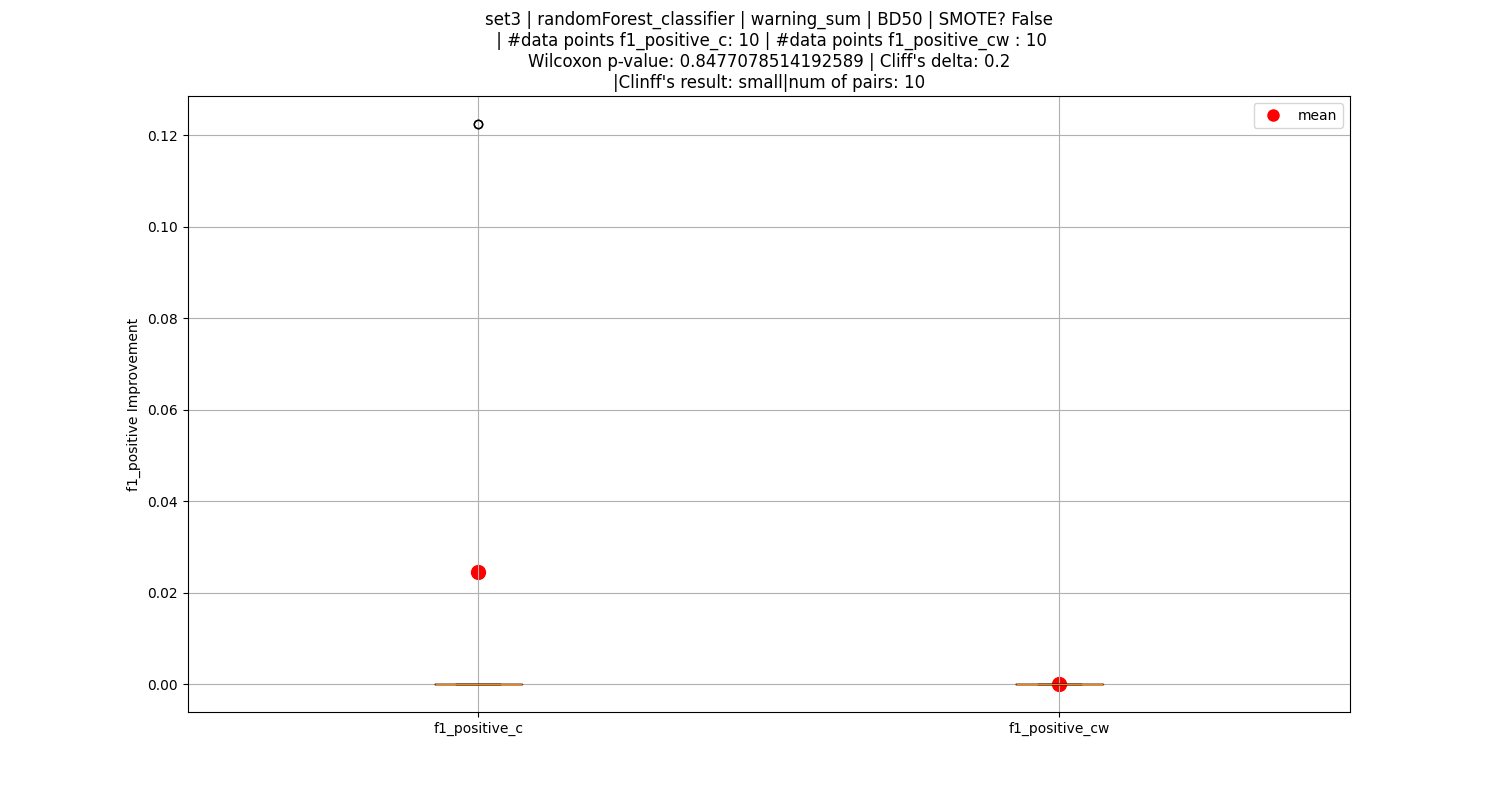 set3 | randomForest_classifier | warning_sum | BD50 | SMOTE? False
| #data points f1_positive_c: 10 | #data points f1_positive_cw : 10
Wilcoxon p-value: 0.8477078514192589 | Cliff's delta: 0.2
|Clinff's result: small|num of pairs: 10
mean
0.12
0.10
0.08
0.06
0.04
0.02
0.00
f1_positive Improvement
f1_positive_c
f1_positive_cw